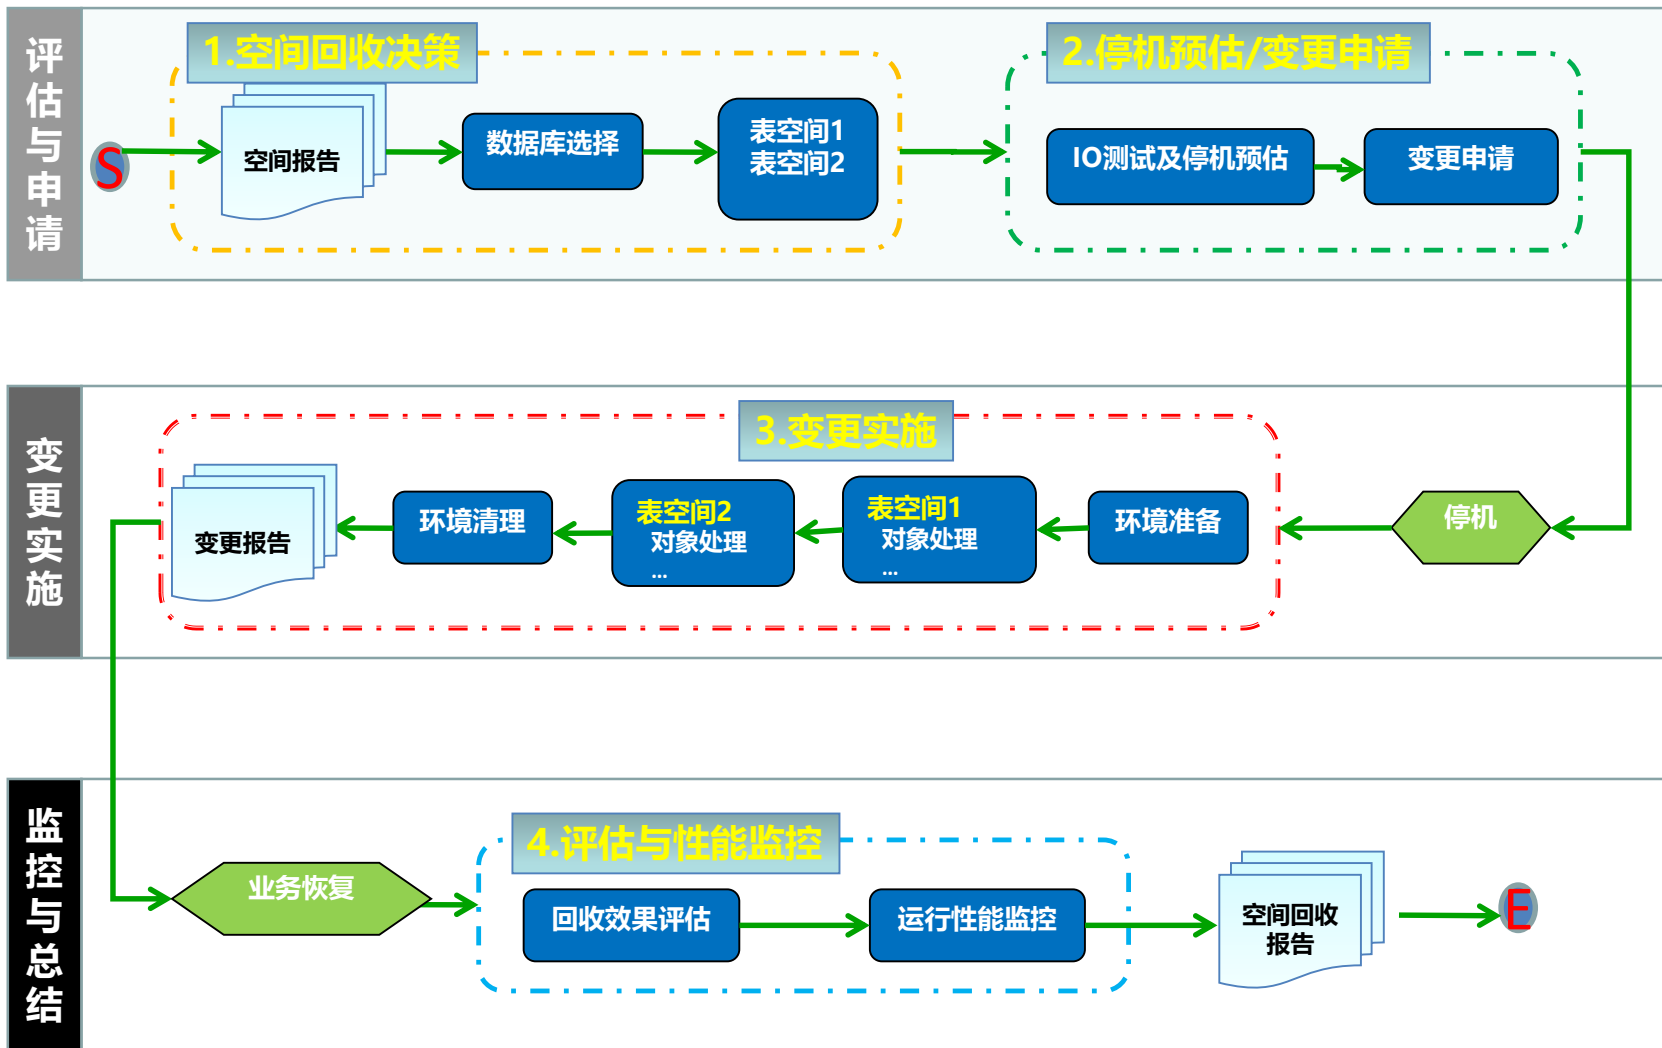 评估与申请
1.空间回收决策
2.停机预估/变更申请
S
空间报告
数据库选择
表空间1
表空间2
IO测试及停机预估
变更申请
变更实施
3.变更实施
停机
环境准备
表空间1
对象处理
...
表空间2
对象处理
...
环境清理
变更报告
监控与总结
业务恢复
4.评估与性能监控
回收效果评估
运行性能监控
空间回收
报告
E